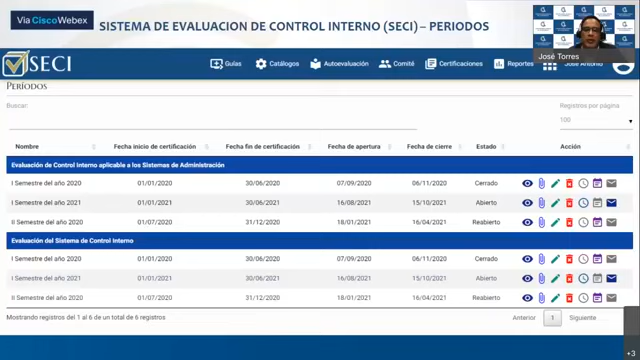 Via CiscoWebex
SISTEMA DE EVALUACION DE CONTROL INTERNO (SECI) – PERIODOS
José Torres
SECI
Guías Catálogos Autoevaluación Comité Certificaciones Reportes José Antonio
Períodos
Buscar:
Registros por página
100
Nombre Fecha inicio de certificación Fecha fin de certificación Fecha de apertura Fecha de cierre Estado Acción
Evaluación de Control Interno aplicable a los Sistemas de Administración
I Semestre del año 2020 01/01/2020 30/06/2020 07/09/2020 06/11/2020 Cerrado
I Semestre del año 2021 01/01/2021 30/06/2021 16/08/2021 15/10/2021 Abierto
II Semestre del año 2020 01/07/2020 31/12/2020 18/01/2021 16/04/2021 Reabierto
Evaluación del Sistema de Control Interno
I Semestre del año 2020 01/01/2020 30/06/2020 07/09/2020 06/11/2020 Cerrado
I Semestre del año 2021 01/01/2021 30/06/2021 16/08/2021 15/10/2021 Abierto
II Semestre del año 2020 01/07/2020 31/12/2020 18/01/2021 16/04/2021 Reabierto
Mostrando registros del 1 al 6 de un total de 6 registros
Anterior 1 Siguiente
+3